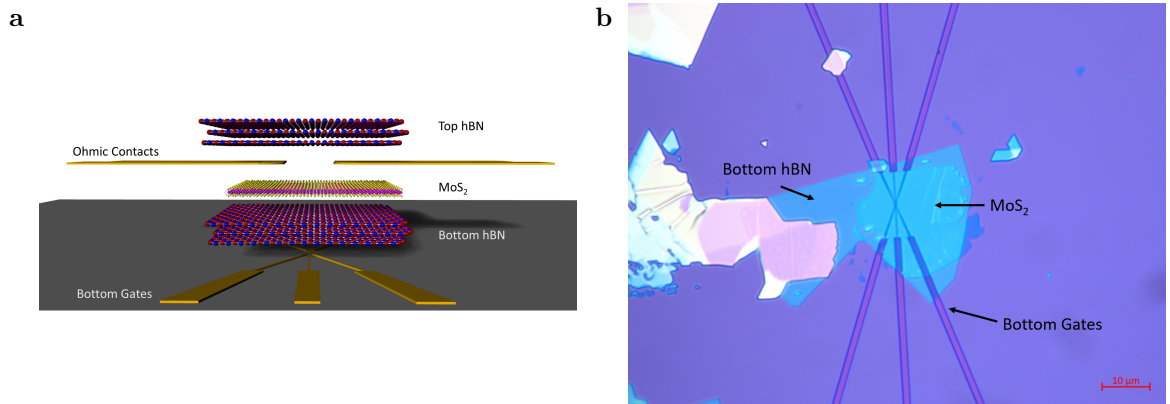 a
Top hBN
Ohmic Contacts
MoS₂
Bottom hBN
Bottom Gates
b
Bottom hBN
MoS₂
Bottom Gates
10 µm